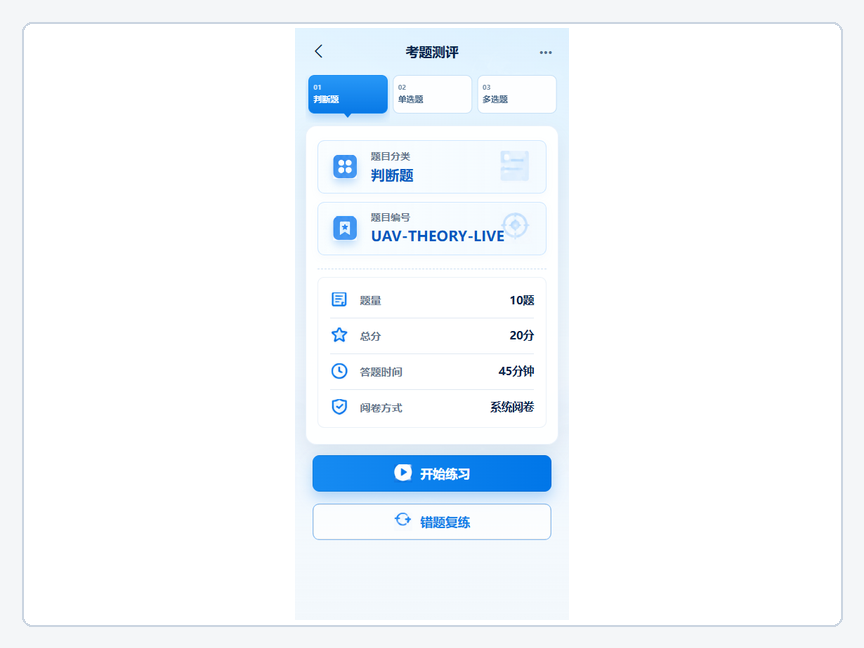 考题测评
01
判断题
02
单选题
03
多选题
题目分类
判断题
题目编号
UAV-THEORY-LIVE
题量
10题
总分
20分
答题时间
45分钟
阅卷方式
系统阅卷
开始练习
错题复练